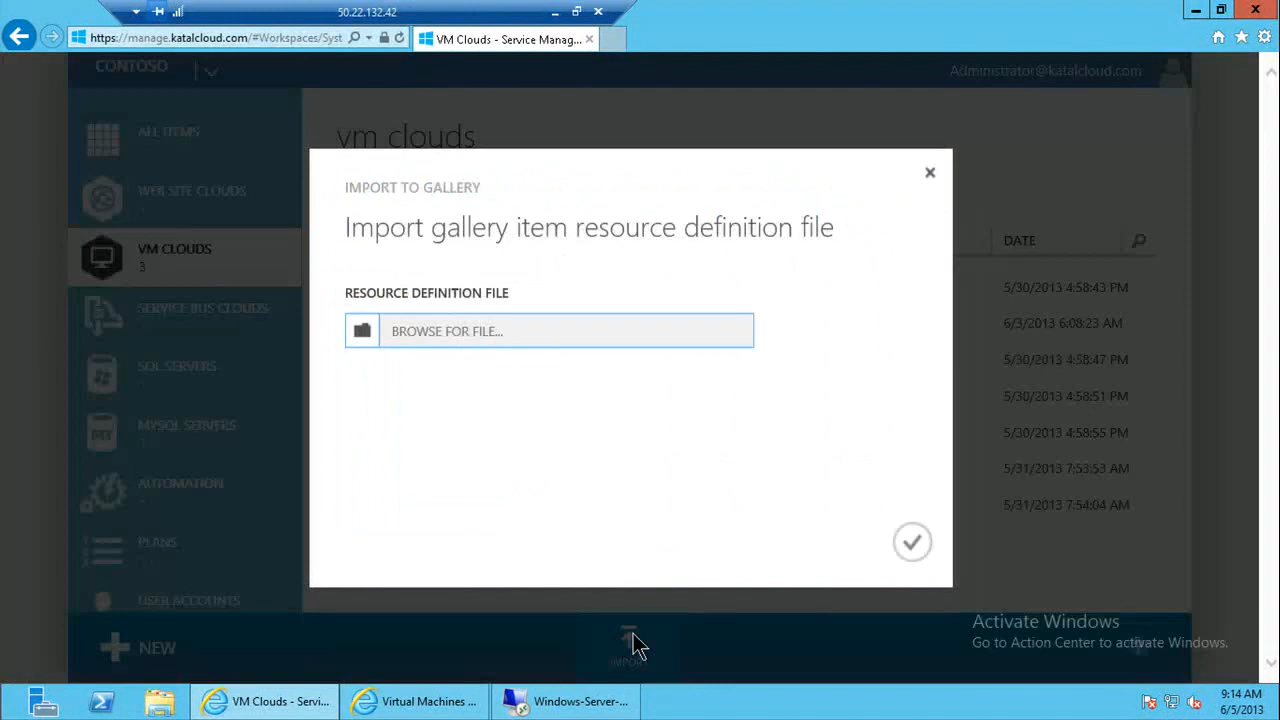 50.22.132.42
https://manage.katalcloud.com/#Workspaces/Syst
VM Clouds - Service Manag...
CONTOSO
Administrator@katalcloud.com
ALL ITEMS
WEB SITE CLOUDS
VM CLOUDS
3
SERVICE BUS CLOUDS
SQL SERVERS
MYSQL SERVERS
AUTOMATION
PLANS
USER ACCOUNTS
vm clouds
IMPORT TO GALLERY
Import gallery item resource definition file
RESOURCE DEFINITION FILE
BROWSE FOR FILE...
DATE
5/30/2013 4:58:43 PM
6/3/2013 6:08:23 AM
5/30/2013 4:58:47 PM
5/30/2013 4:58:51 PM
5/30/2013 4:58:55 PM
5/31/2013 7:53:53 AM
5/31/2013 7:54:04 AM
NEW
IMPORT
Activate Windows
Go to Action Center to activate Windows.
VM Clouds - Servi...
Virtual Machines ...
Windows-Server-...
9:14 AM
6/5/2013